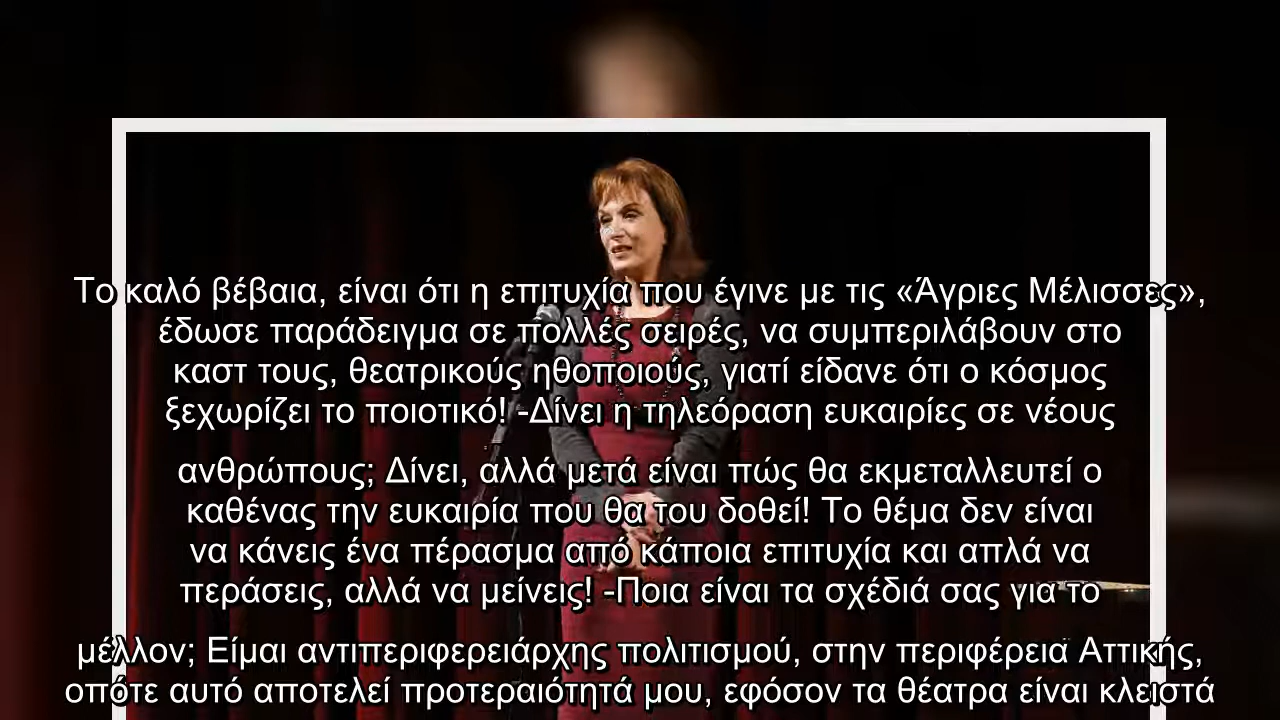 Το καλό βέβαια, είναι ότι η επιτυχία που έγινε με τις «Άγριες Μέλισσες»,
έδωσε παράδειγμα σε πολλές σειρές, να συμπεριλάβουν στο
καστ τους, θεατρικούς ηθοποιούς, γιατί είδανε ότι ο κόσμος
ξεχωρίζει το ποιοτικό! -Δίνει η τηλεόραση ευκαιρίες σε νέους
ανθρώπους; Δίνει, αλλά μετά είναι πώς θα εκμεταλλευτεί ο
καθένας την ευκαιρία που θα του δοθεί! Το θέμα δεν είναι
να κάνεις ένα πέρασμα από κάποια επιτυχία και απλά να
περάσεις, αλλά να μείνεις! -Ποια είναι τα σχέδιά σας για το
μέλλον; Είμαι αντιπεριφερειάρχης πολιτισμού, στην περιφέρεια Αττικής,
οπότε αυτό αποτελεί προτεραιότητά μου, εφόσον τα θέατρα είναι κλειστά